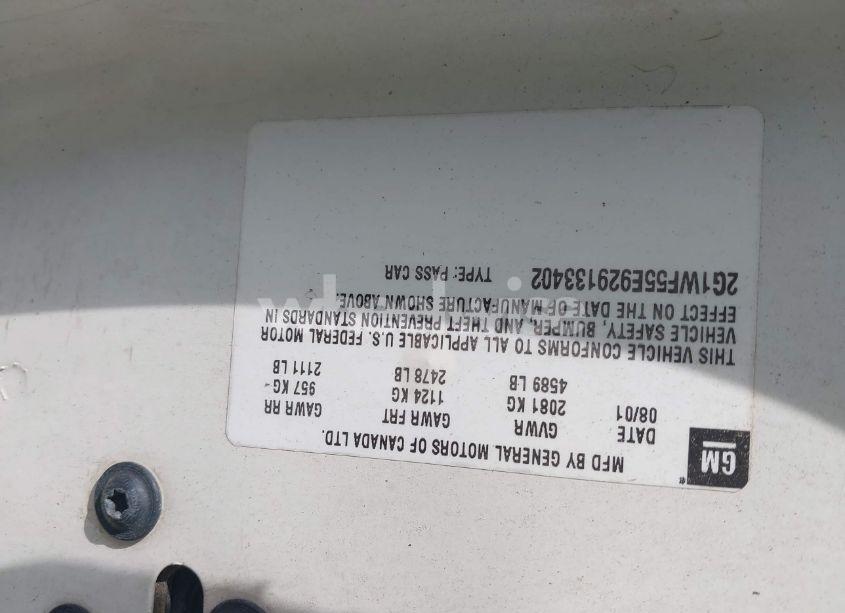 GM
MFD BY GENERAL MOTORS OF CANADA LTD.
DATE GVWR GAWR FRT GAWR RR
08/01 2081 KG 1124 KG 957 KG
4589 LB 2478 LB 2111 LB
THIS VEHICLE CONFORMS TO ALL APPLICABLE U.S. FEDERAL MOTOR
VEHICLE SAFETY, BUMPER, AND THEFT PREVENTION STANDARDS IN
EFFECT ON THE DATE OF MANUFACTURE SHOWN ABOVE.
2G1WF55E929133402 TYPE: PASS CAR